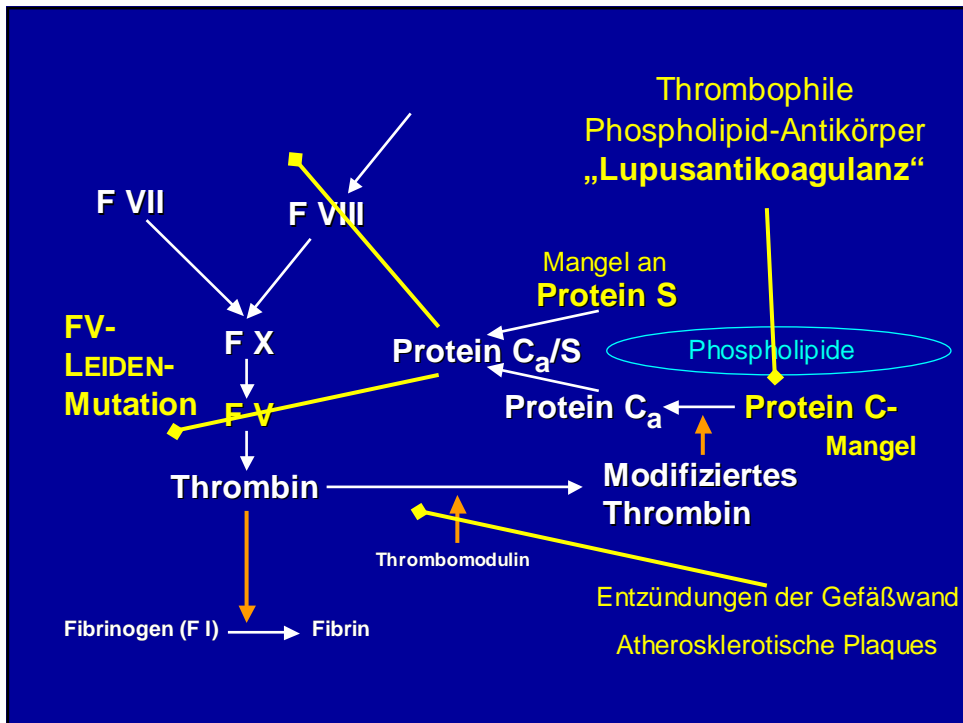 Thrombophile
Phospholipid-Antikörper
„Lupusantikoagulanz“
F VII
F VIII
Mangel an
Protein S
FV-
LEIDEN-
Mutation
F X
Protein Ca/S
Phospholipide
F V
Protein Ca
Protein C-
Mangel
Thrombin
Modifiziertes
Thrombin
Thrombomodulin
Entzündungen der Gefäßwand
Fibrinogen (F I)
Fibrin
Atherosklerotische Plaques